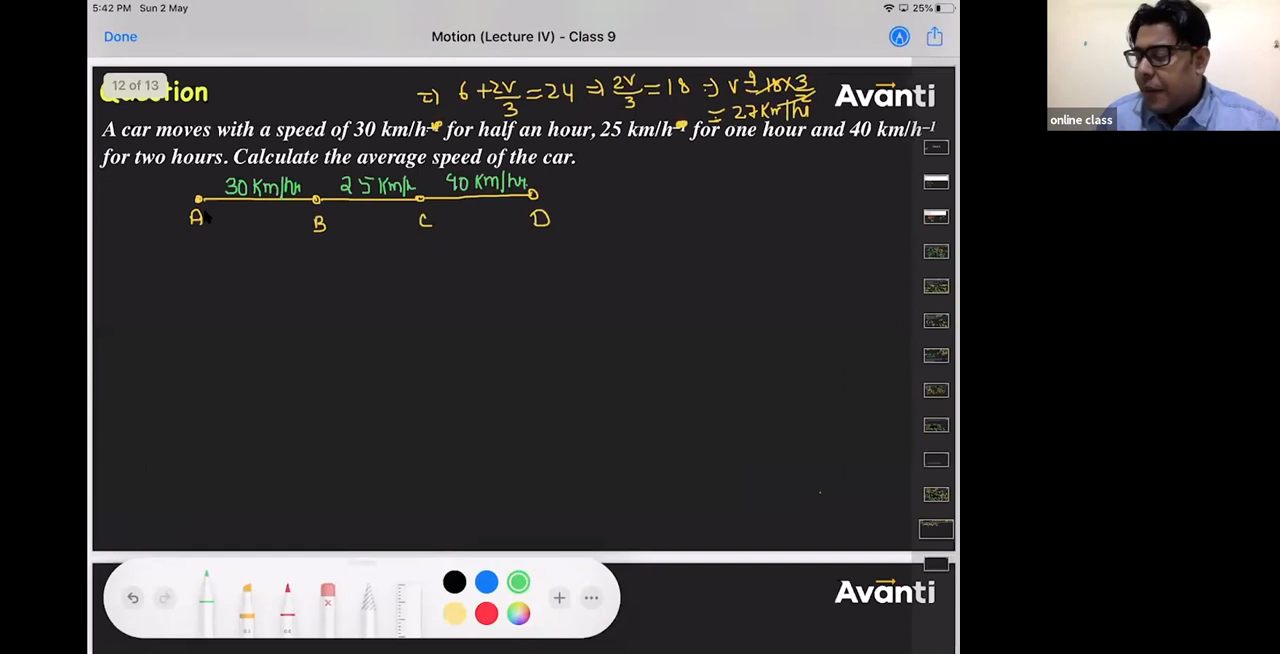 5:42 PM Sun 2 May
25%
Done
Motion (Lecture IV) - Class 9
12 of 13
Question
=) 6 + 2V/3 = 24 => 2V/3 = 18 => V = 18x3
= 27 Km/hr
Avanti
A car moves with a speed of 30 km/h for half an hour, 25 km/h for one hour and 40 km/h⁻¹
for two hours. Calculate the average speed of the car.
30 Km/hr 25 Km/h 40 Km/hr
A B C D
online class
Avanti